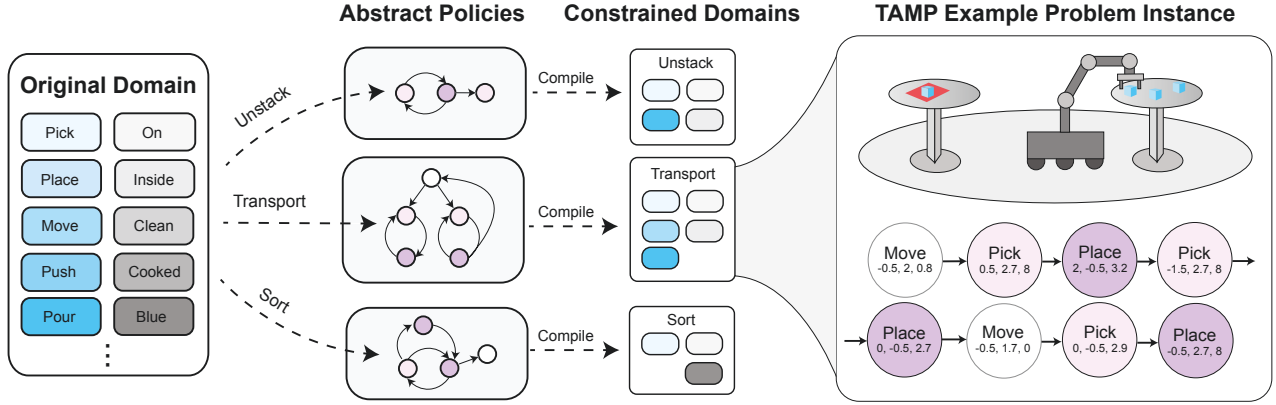 Abstract Policies
Constrained Domains
TAMP Example Problem Instance
Original Domain
Pick
On
Place
Inside
Move
Clean
Push
Cooked
Pour
Blue
Unstack
Transport
Sort
Compile
Compile
Compile
Unstack
Transport
Sort
Move
-0.5, 2, 0.8
Pick
0.5, 2.7, 8
Place
2, -0.5, 3.2
Pick
-1.5, 2.7, 8
Place
0, -0.5, 2.7
Move
-0.5, 1.7, 0
Pick
0, -0.5, 2.9
Place
-0.5, 2.7, 8